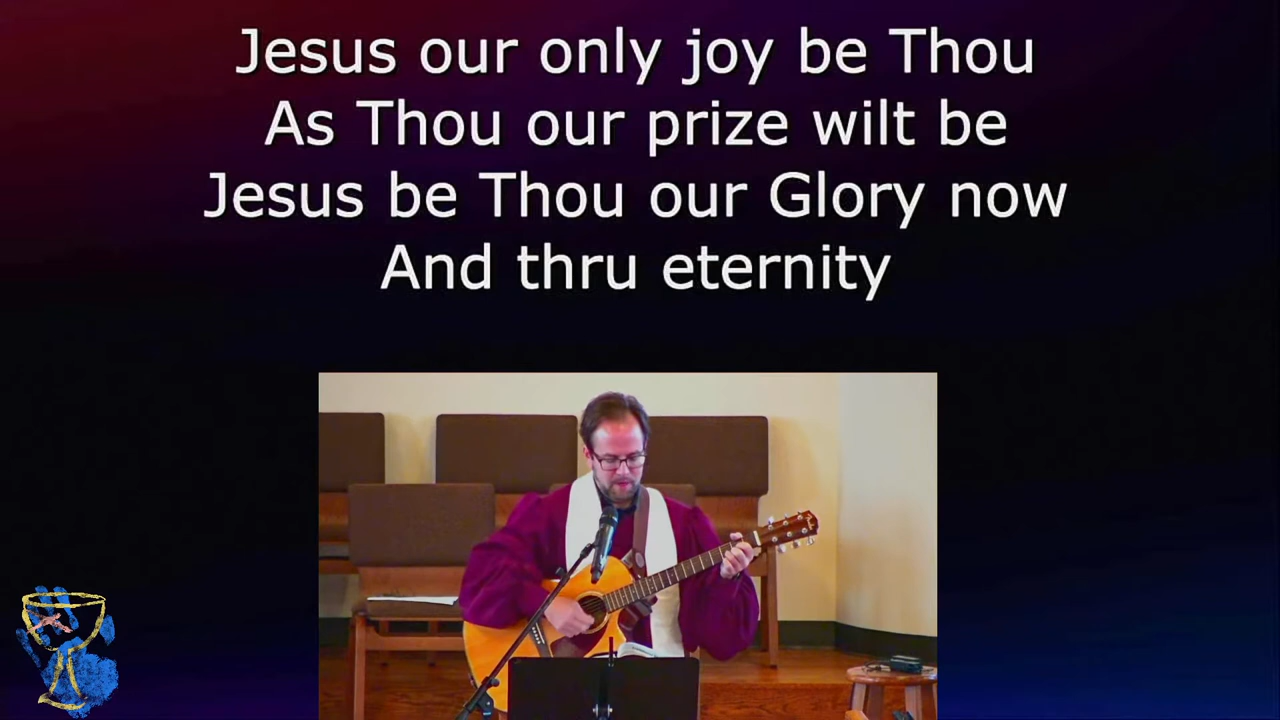 Jesus our only joy be Thou
As Thou our prize wilt be
Jesus be Thou our Glory now
And thru eternity